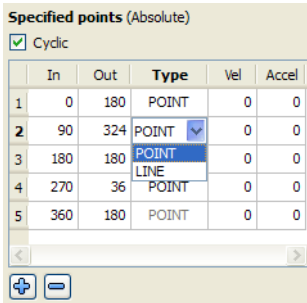 Specified points (Absolute)
Cyclic
In Out Type Vel Accel
1 0 180 POINT 0 0
2 90 324 POINT 0 0
3 180 180 POINT 0 0
LINE
4 270 36 POINT 0 0
5 360 180 POINT 0 0